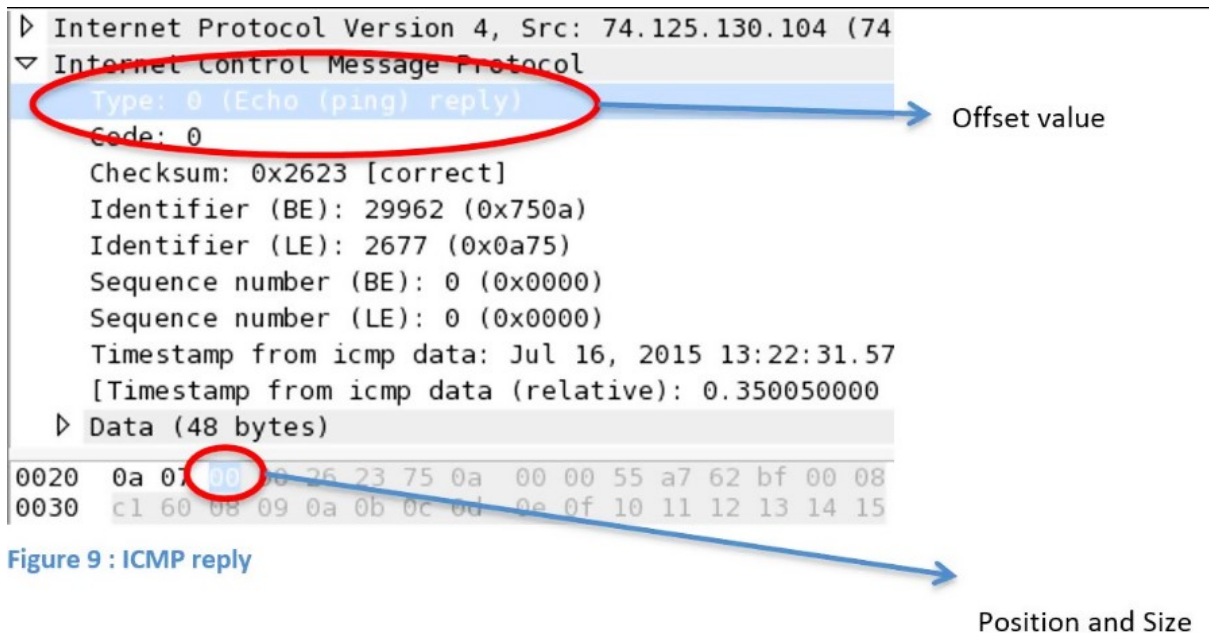 ▷ Internet Protocol Version 4, Src: 74.125.130.104 (74
▽ Internet Control Message Protocol
Type: 0 (Echo (ping) reply)
Offset value
Code: 0
Checksum: 0x2623 [correct]
Identifier (BE): 29962 (0x750a)
Identifier (LE): 2677 (0x0a75)
Sequence number (BE): 0 (0x0000)
Sequence number (LE): 0 (0x0000)
Timestamp from icmp data: Jul 16, 2015 13:22:31.57
[Timestamp from icmp data (relative): 0.350050000
▷ Data (48 bytes)
0020 0a 07 00 00 26 23 75 0a 00 00 55 a7 62 bf 00 08
0030 c1 60 08 09 0a 0b 0c 0d 0e 0f 10 11 12 13 14 15
Figure 9 : ICMP reply
Position and Size